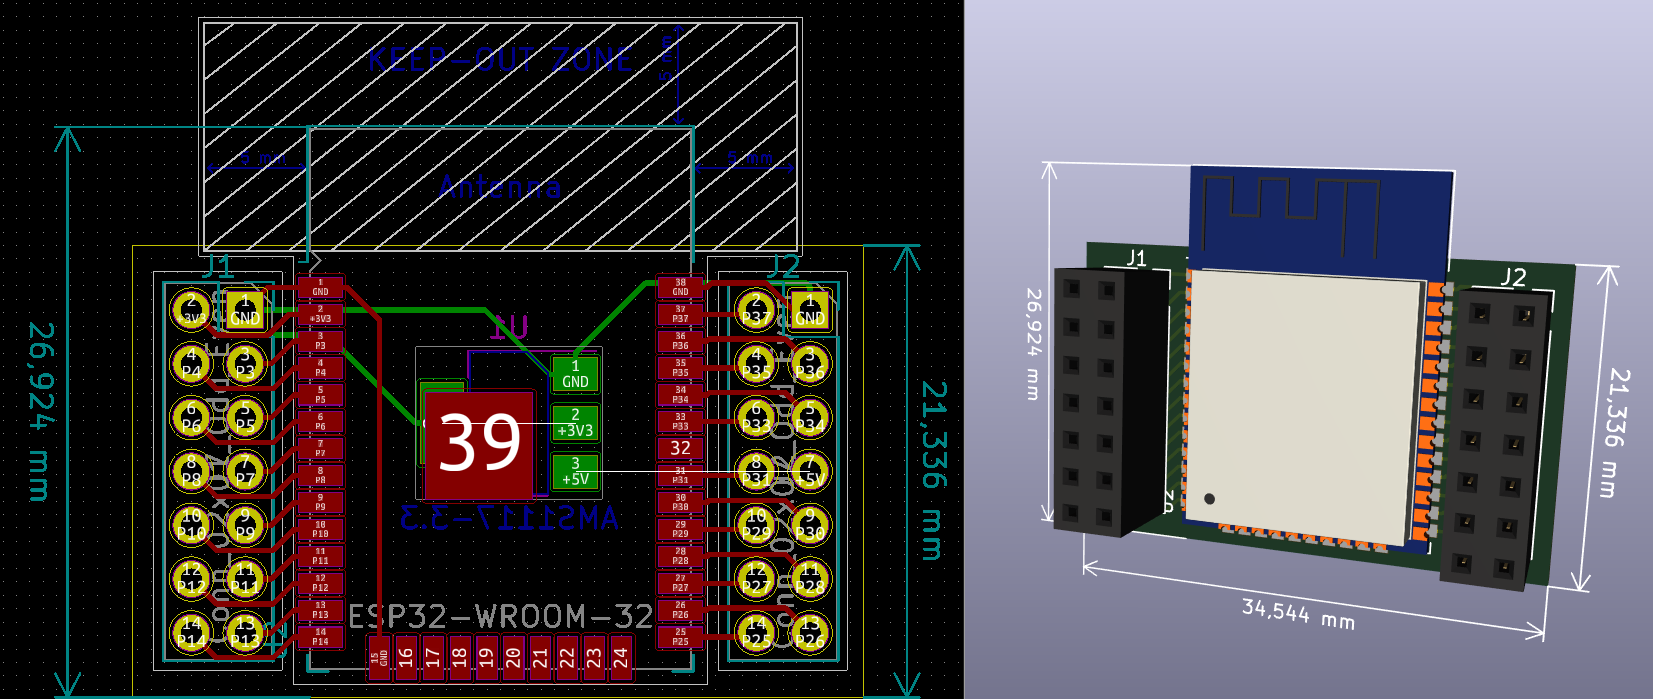 KEEP-OUT ZONE
5 mm
5 mm
5 mm
Antenna
J1
J2
26,924 mm
21,336 mm
2 +3V3
1 GND
4 P4
3 P3
6 P6
5 P5
8 P8
7 P7
10 P10
9 P9
12 P12
11 P11
14 P14
13 P13
1 GND
2 +3V3
3 P3
4 P4
5 P5
6 P6
7 P7
8 P8
9 P9
10 P10
11 P11
12 P12
13 P13
14 P14
15 GND
16
17
18
19
20
21
22
23
24
U1
39
1 GND
2 +3V3
3 +5V
AMS1117-3.3
ESP32-WROOM-32
38 GND
37 P37
36 P36
35 P35
34 P34
33 P33
32
31 P31
30 P30
29 P29
28 P28
27 P27
26 P26
25 P25
2 P37
1 GND
4 P35
3 P36
6 P33
5 P34
8 P31
7 +5V
10 P29
9 P30
12 P27
11 P28
14 P25
13 P26
J1
J2
26,924 mm
21,336 mm
34,544 mm